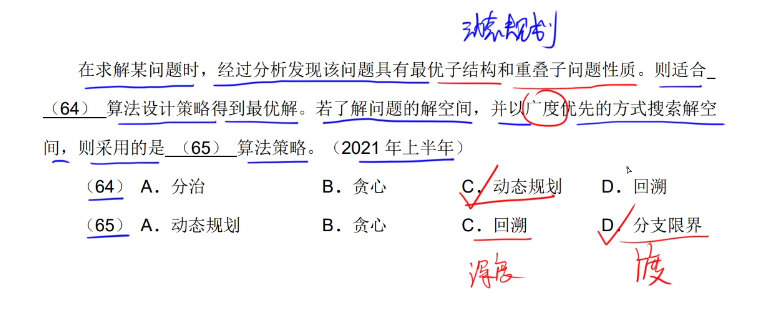 动态规划
在求解某问题时，经过分析发现该问题具有最优子结构和重叠子问题性质。则适合_
_（64）_算法设计策略得到最优解。若了解问题的解空间，并以广度优先的方式搜索解空
间，则采用的是_（65）_算法策略。（2021 年上半年）
（64） A．分治 B．贪心 C．动态规划 D．回溯
（65） A．动态规划 B．贪心 C．回溯 D．分支限界
深度 广度